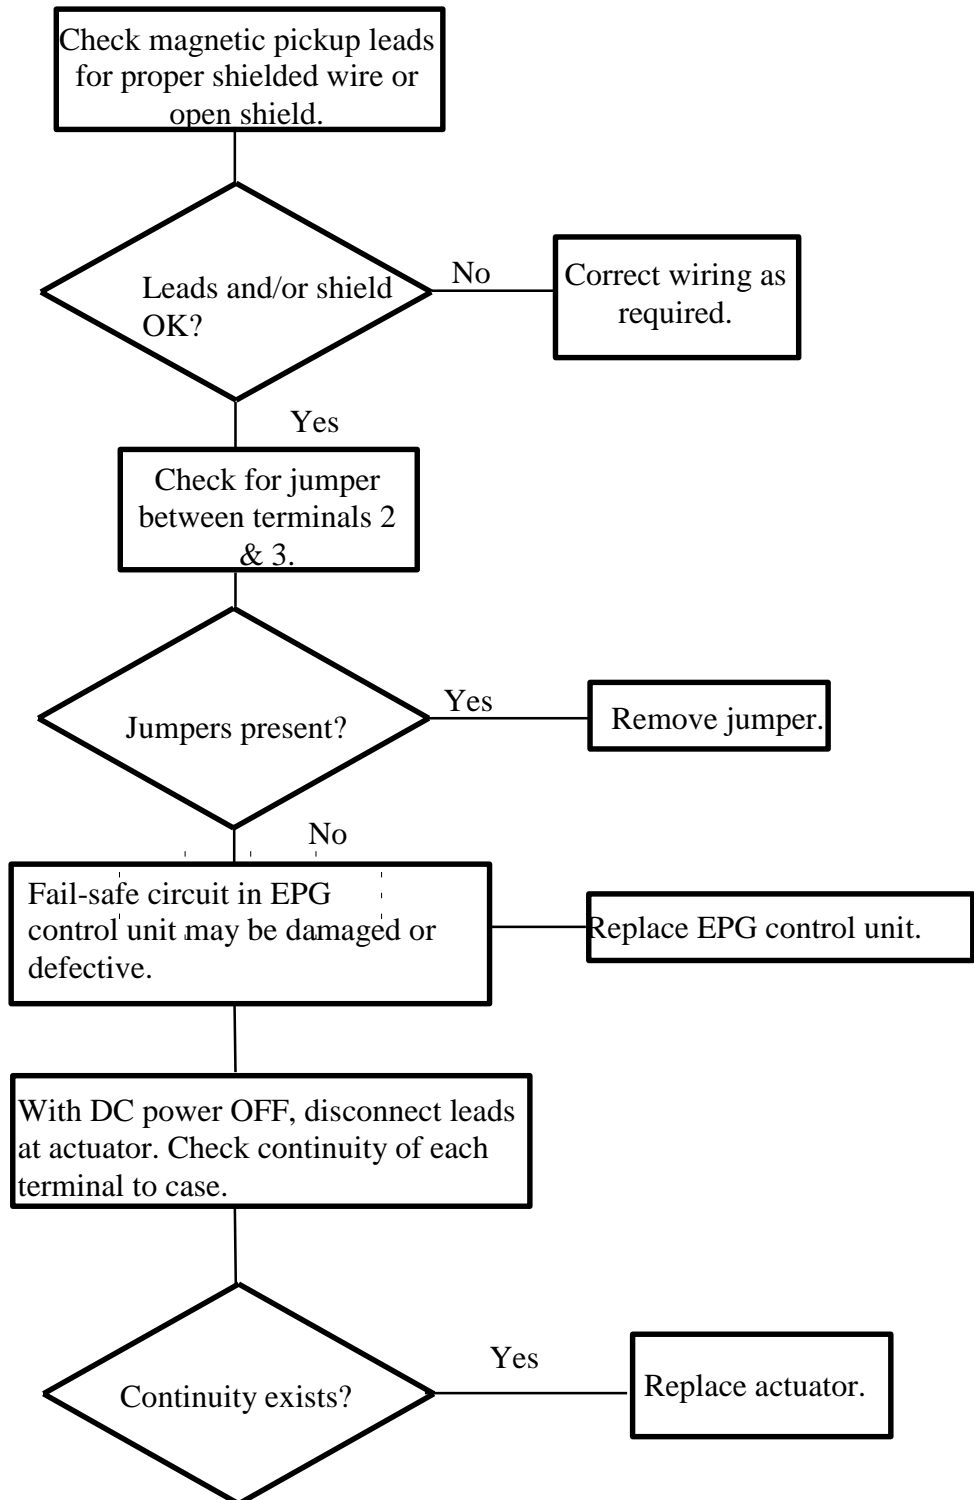 Check magnetic pickup leads
for proper shielded wire or
open shield.
Leads and/or shield
OK?
No
Correct wiring as
required.
Yes
Check for jumper
between terminals 2
& 3.
Jumpers present?
Yes
Remove jumper.
No
Fail-safe circuit in EPG
control unit may be damaged or
defective.
Replace EPG control unit.
With DC power OFF, disconnect leads
at actuator. Check continuity of each
terminal to case.
Continuity exists?
Yes
Replace actuator.